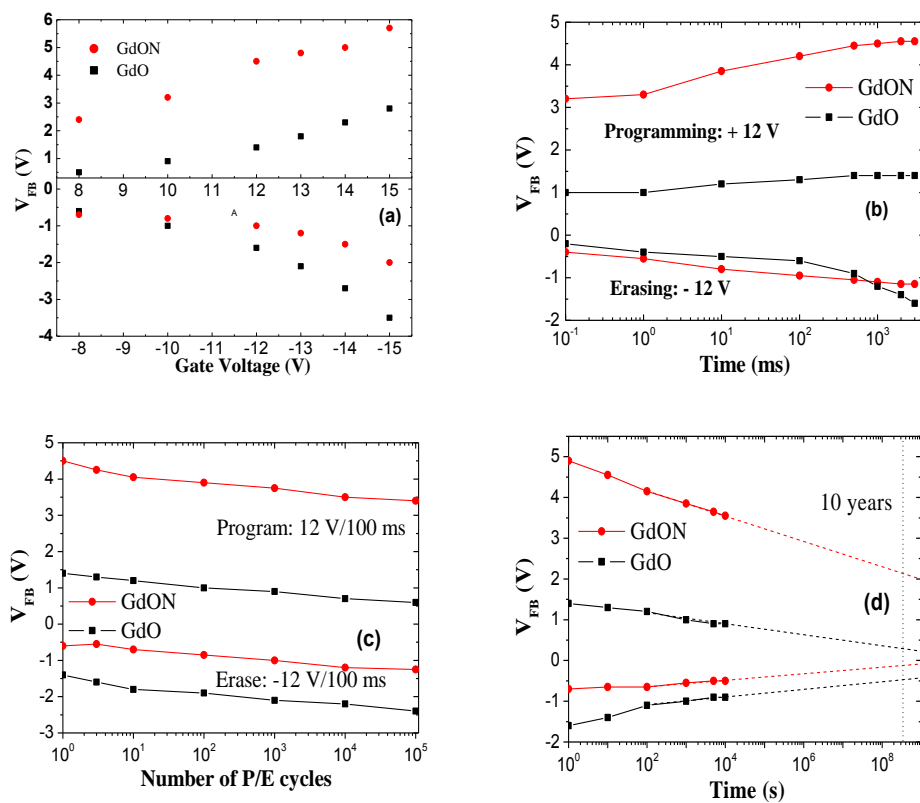 6
5
4
3
2
1
GdON
GdO
8 9 10 11 12 13 14 15
0
-1
-2
-3
-4
A
(a)
-8 -9 -10 -11 -12 -13 -14 -15
V_FB (V)
Gate Voltage (V)
5
4
3
2
1
0
-1
-2
GdON
GdO
Programming: + 12 V
(b)
Erasing: - 12 V
10^-1 10^0 10^1 10^2 10^3
V_FB (V)
Time (ms)
5
4
3
2
1
0
-1
-2
-3
Program: 12 V/100 ms
GdON
GdO
(c)
Erase: -12 V/100 ms
10^0 10^1 10^2 10^3 10^4 10^5
V_FB (V)
Number of P/E cycles
5
4
3
2
1
0
-1
-2
10 years
GdON
GdO
(d)
10^0 10^2 10^4 10^6 10^8
V_FB (V)
Time (s)